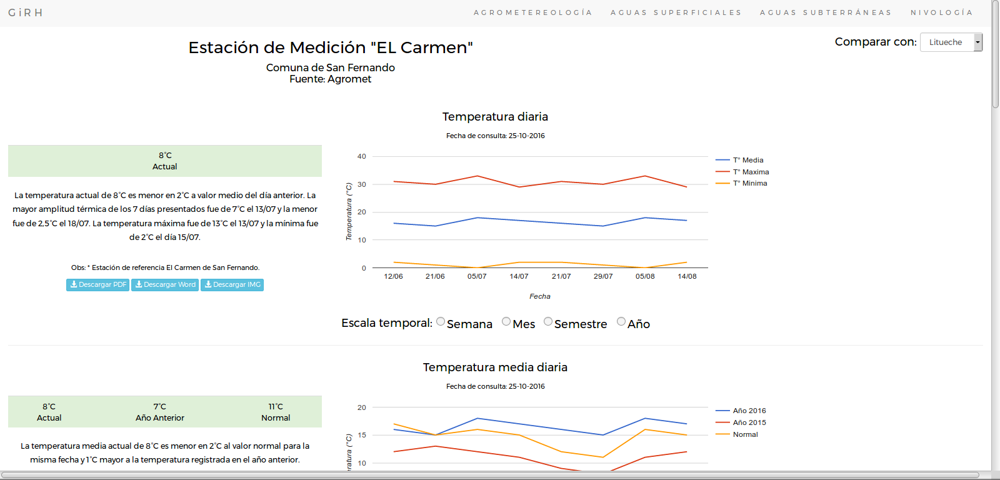 GiRH
AGROMETEREOLOGÍA AGUAS SUPERFICIALES AGUAS SUBTERRÁNEAS NIVOLOGÍA
Estación de Medición "EL Carmen"
Comparar con: Litueche
Comuna de San Fernando
Fuente: Agromet
Temperatura diaria
Fecha de consulta: 25-10-2016
8°C
Actual
La temperatura actual de 8°C es menor en 2°C a valor medio del día anterior. La
mayor amplitud térmica de los 7 días presentados fue de 7°C el 13/07 y la menor
fue de 2,5°C el 18/07. La temperatura máxima fue de 13°C el 13/07 y la mínima fue
de 2°C el día 15/07.
Obs: * Estación de referencia El Carmen de San Fernando.
Descargar PDF Descargar Word Descargar IMG
Temperatura (°C)
40
30
20
10
0
12/06 21/06 05/07 14/07 21/07 29/07 05/08 14/08
Fecha
T° Media
T° Maxima
T° Minima
Escala temporal: Semana Mes Semestre Año
Temperatura media diaria
Fecha de consulta: 25-10-2016
8°C 7°C 11°C
Actual Año Anterior Normal
La temperatura media actual de 8°C es menor en 2°C al valor normal para la
misma fecha y 1°C mayor a la temperatura registrada en el año anterior.
eratura (°C)
20
15
10
Año 2016
Año 2015
Normal